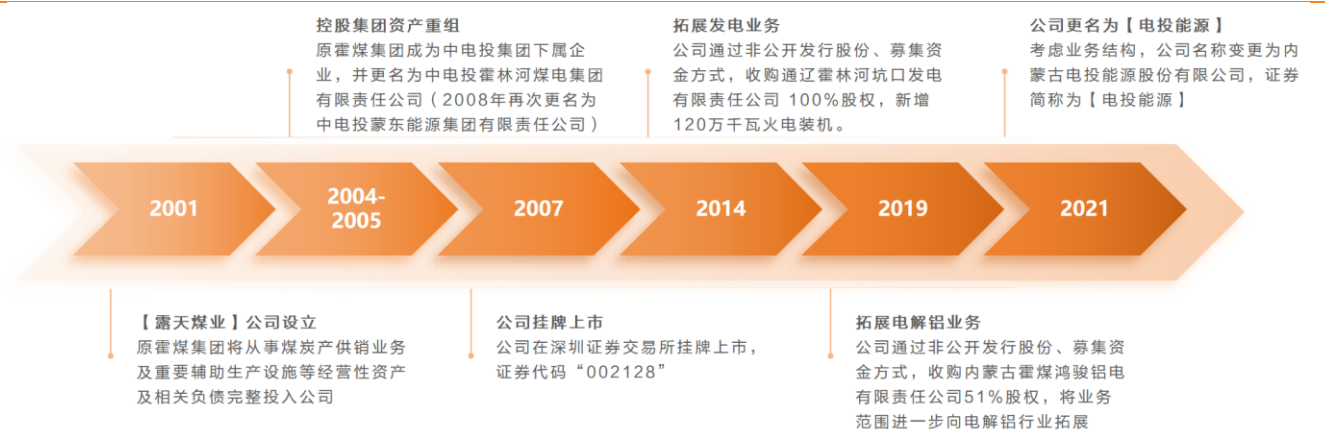 控股集团资产重组
原霍煤集团成为中电投集团下属企
业，并更名为中电投霍林河煤电集团
有限责任公司（2008年再次更名为
中电投蒙东能源集团有限责任公司）
拓展发电业务
公司通过非公开发行股份、募集资
金方式，收购通辽霍林河坑口发电
有限责任公司 100%股权，新增
120万千瓦火电装机。
公司更名为【电投能源】
考虑业务结构，公司名称变更为内
蒙古电投能源股份有限公司，证券
简称为【电投能源】
2001
2004-
2005
2007
2014
2019
2021
【露天煤业】公司设立
原霍煤集团将从事煤炭产供销业务
及重要辅助生产设施等经营性资产
及相关负债完整投入公司
公司挂牌上市
公司在深圳证券交易所挂牌上市，
证券代码“002128”
拓展电解铝业务
公司通过非公开发行股份、募集资
金方式，收购内蒙古霍煤鸿骏铝电
有限责任公司51%股权，将业务
范围进一步向电解铝行业拓展